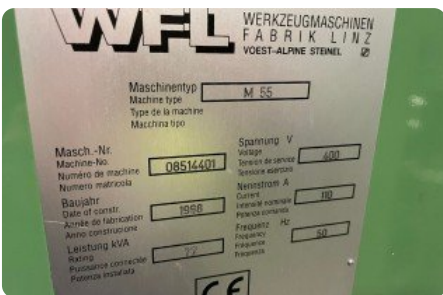 WFL WERKZEUGMASCHINEN
FABRIK LINZ
VOEST-ALPINE STEINEL
Maschinentyp M 55
Machine type
Type de la machine
Macchina tipo
Masch.-Nr. 08514401
Machine-No.
Numéro de machine
Numero matricola
Baujahr 1998
Date of constr.
Année de fabrication
Anno construcione
Leistung kVA 77
Rating
Puissance connectée
Potenza installata
Spannung V 400
Voltage
Tension de service
Tensione esercizio
Nennstrom A 110
Current
Intensité nominale
Potenza comando
Frequenz Hz 50
Frequency
Fréquence
Frequenza
CE